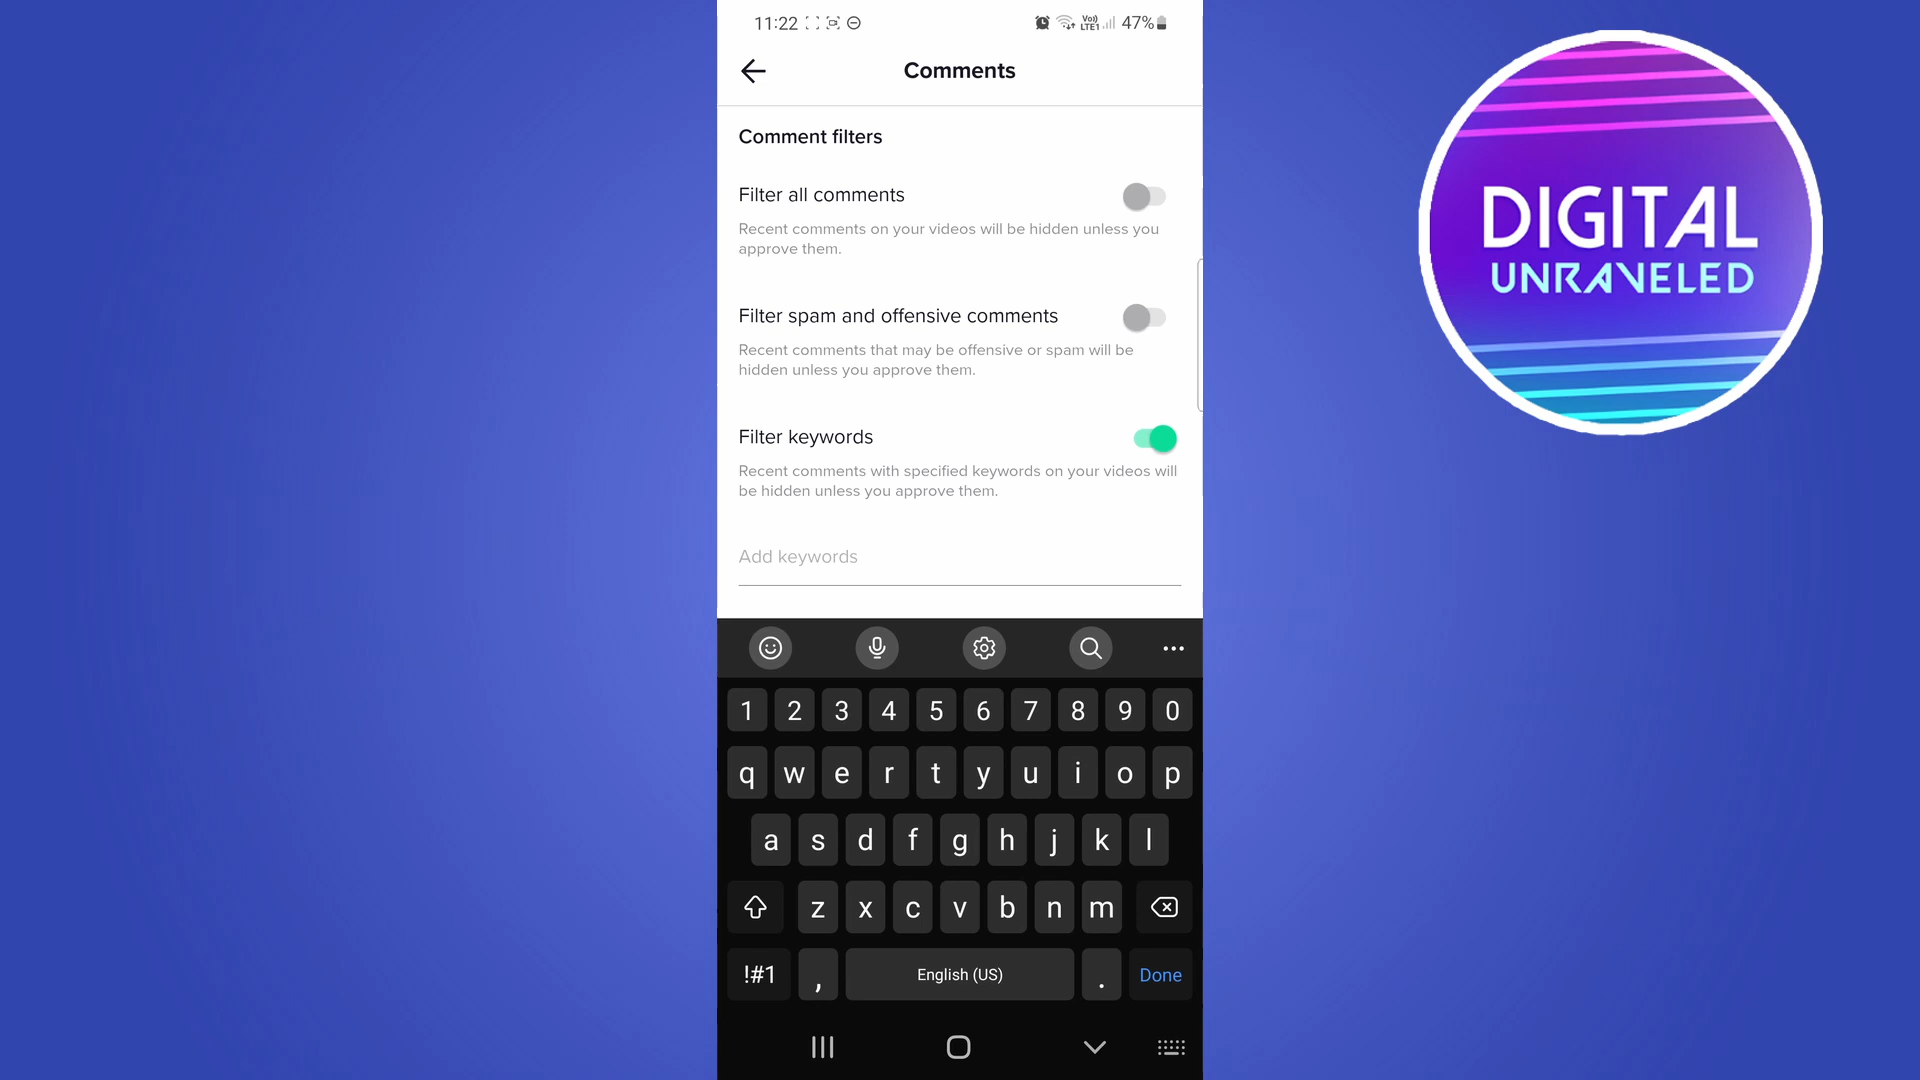 11:22
Vo))
LTE1
47%
Comments
Comment filters
Filter all comments
Recent comments on your videos will be hidden unless you
approve them.
Filter spam and offensive comments
Recent comments that may be offensive or spam will be
hidden unless you approve them.
Filter keywords
Recent comments with specified keywords on your videos will
be hidden unless you approve them.
Add keywords
1 2 3 4 5 6 7 8 9 0
q w e r t y u i o p
a s d f g h j k l
z x c v b n m
!#1 , English (US) . Done
DIGITAL
UNRAVELED